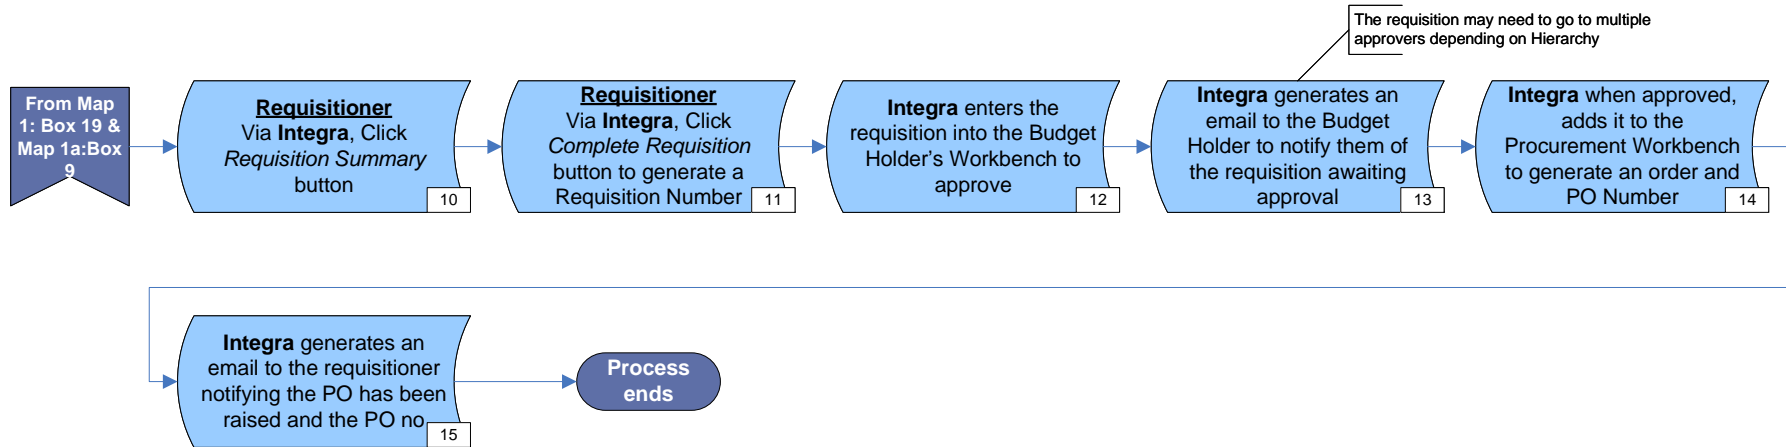 The requisition may need to go to multiple
approvers depending on Hierarchy
From Map
1: Box 19 &
Map 1a:Box
9
Requisitioner
Via Integra, Click
Requisition Summary
button
10
Requisitioner
Via Integra, Click
Complete Requisition
button to generate a
Requisition Number
11
Integra enters the
requisition into the Budget
Holder's Workbench to
approve
12
Integra generates an
email to the Budget
Holder to notify them of
the requisition awaiting
approval
13
Integra when approved,
adds it to the
Procurement Workbench
to generate an order and
PO Number
14
Integra generates an
email to the requisitioner
notifying the PO has been
raised and the PO no
15
Process
ends